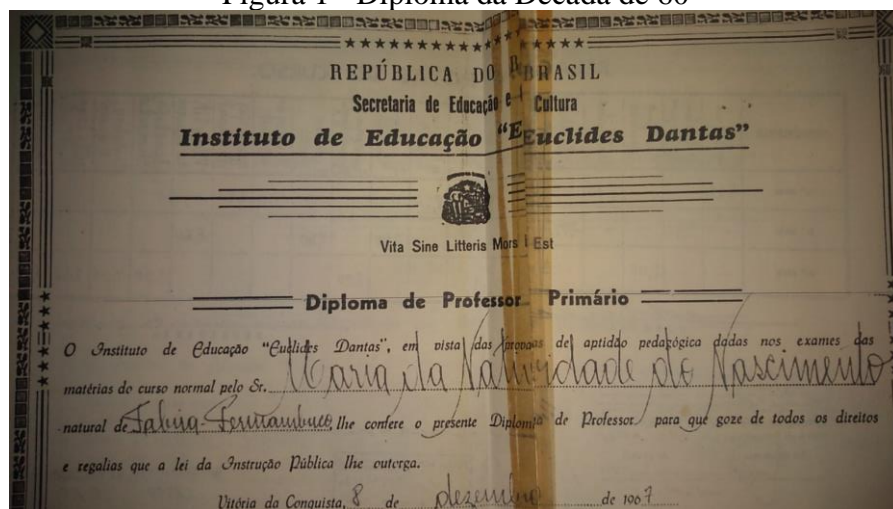 Figura 1 - Diploma da Década de 60
REPÚBLICA DO BRASIL
Secretaria de Educação e Cultura
Instituto de Educação "Euclides Dantas"
Vita Sine Litteris Mors Est
Diploma de Professor Primário
O Instituto de Educação "Euclides Dantas", em vista das provas de aptidão pedagógica dadas nos exames das
matérias do curso normal pelo Sr. Maria da Natividade do Nascimento
natural de Tabira-Pernambuco, lhe confere o presente Diploma de Professor para que goze de todos os direitos
e regalias que a lei da Instrução Pública lhe outorga.
Vitória da Conquista, 8 de dezembro de 1967